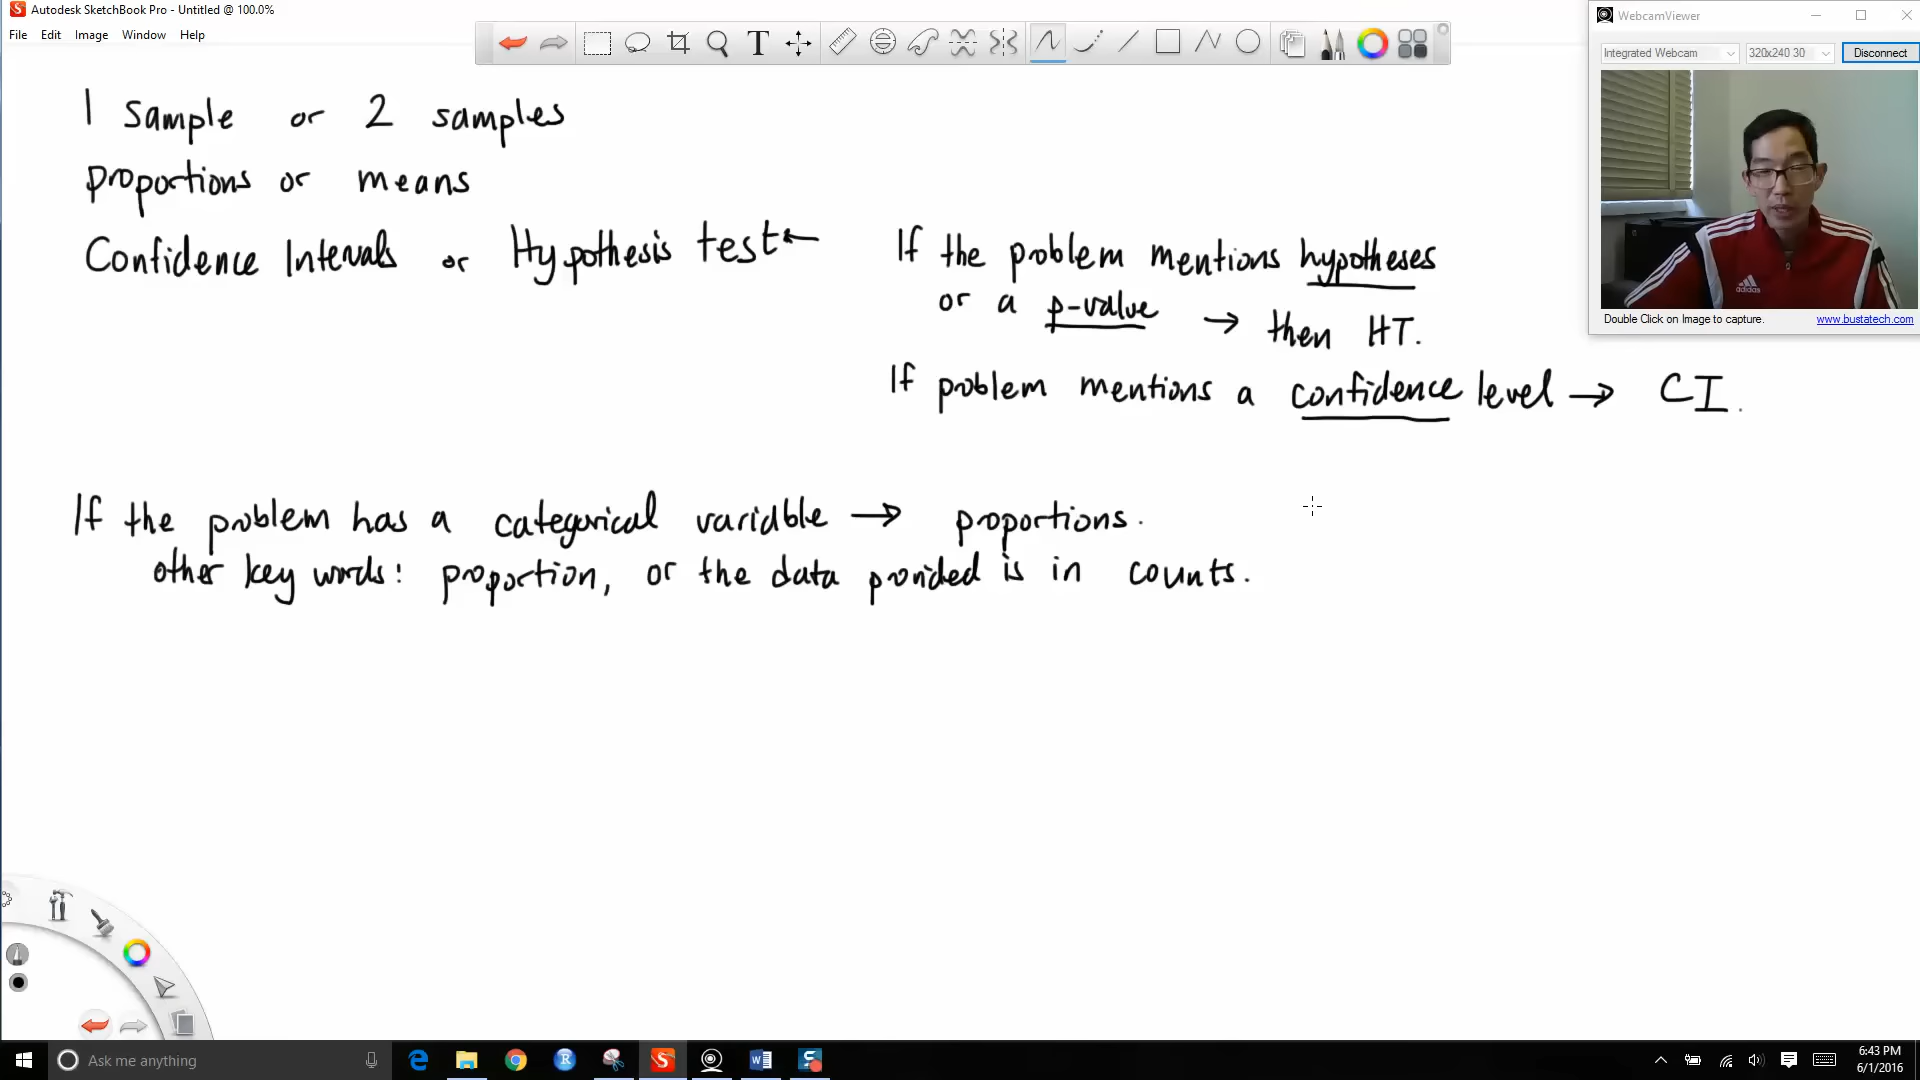 Autodesk SketchBook Pro - Untitled @ 100.0%
File Edit Image Window Help
T
WebcamViewer
Integrated Webcam 320x240 30 Disconnect
adidas
Double Click on Image to capture. www.bustatech.com
1 sample or 2 samples
proportions or means
Confidence Intervals or Hypothesis test ←
If the problem mentions hypotheses
or a p-value → then HT.
If problem mentions a confidence level → CI.
If the problem has a categorical variable → proportions.
other key words: proportion, or the data provided is in counts.
Ask me anything
6:43 PM
6/1/2016